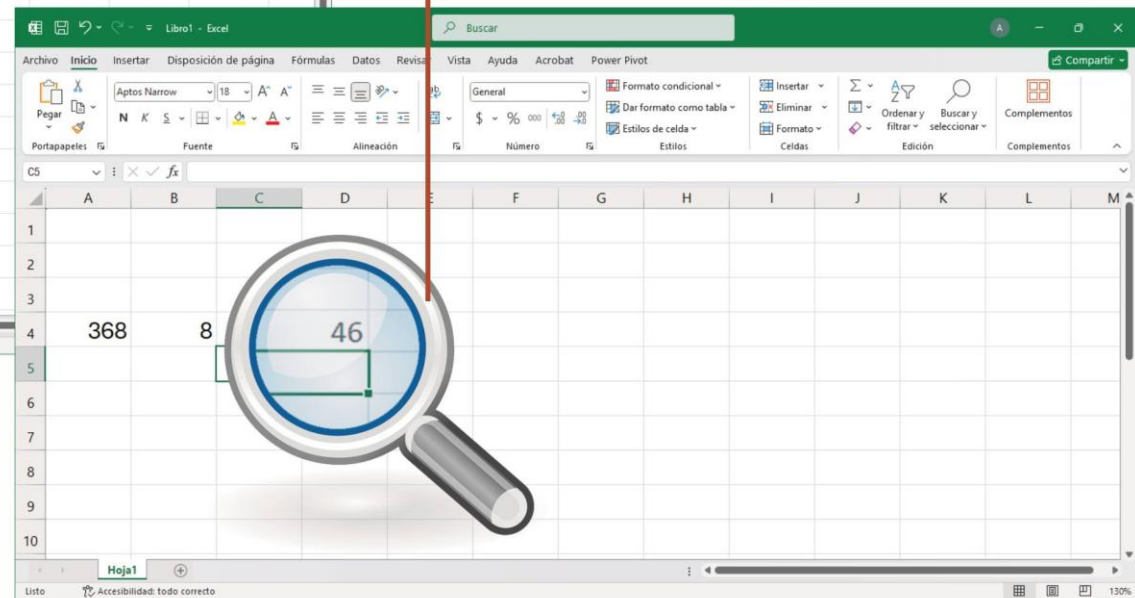 Libro1 - Excel
Buscar
A
Archivo Inicio Insertar Disposición de página Fórmulas Datos Revisar Vista Ayuda Acrobat Power Pivot Compartir
Pegar
Aptos Narrow 18 A A
N K S A
ab
General
$ % 000
Formato condicional
Dar formato como tabla
Estilos de celda
Insertar
Eliminar
Formato
Σ
Ordenar y filtrar
Buscar y seleccionar
Complementos
Portapapeles Fuente Alineación Número Estilos Celdas Edición Complementos
C5 fx
A B C D E F G H I J K L M
1
2
3
4 368 8 46
5
6
7
8
9
10
Hoja1
Listo Accesibilidad: todo correcto 130%